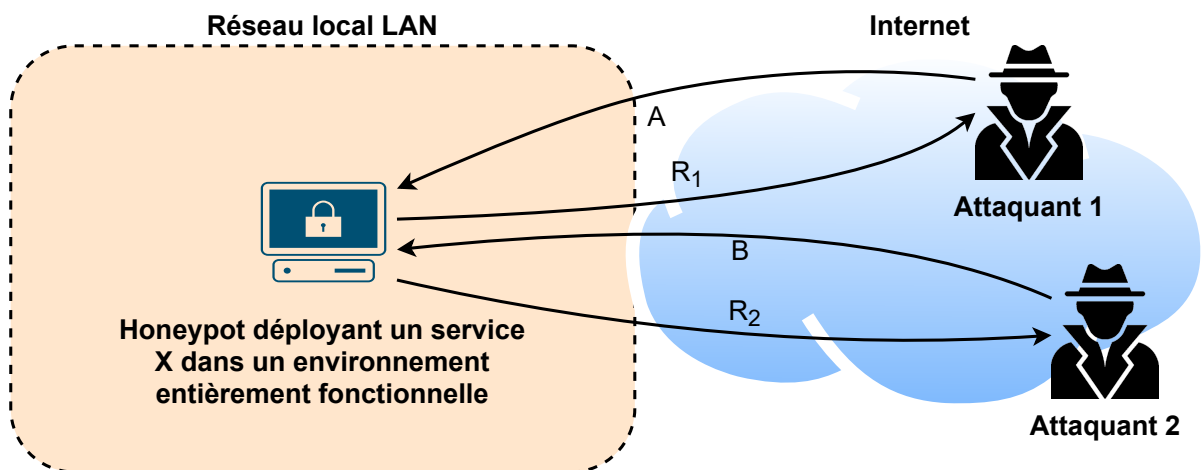 Réseau local LAN
Internet
A
R1
Attaquant 1
B
R2
Honeypot déployant un service
X dans un environnement
entièrement fonctionnelle
Attaquant 2